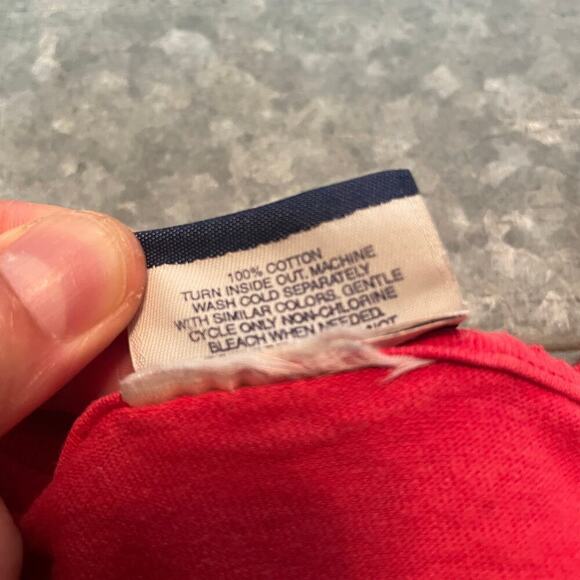 100% COTTON
TURN INSIDE OUT. MACHINE
WASH COLD SEPARATELY
WITH SIMILAR COLORS. GENTLE
CYCLE ONLY NON-CHLORINE
BLEACH WHEN NEEDED.
NOT